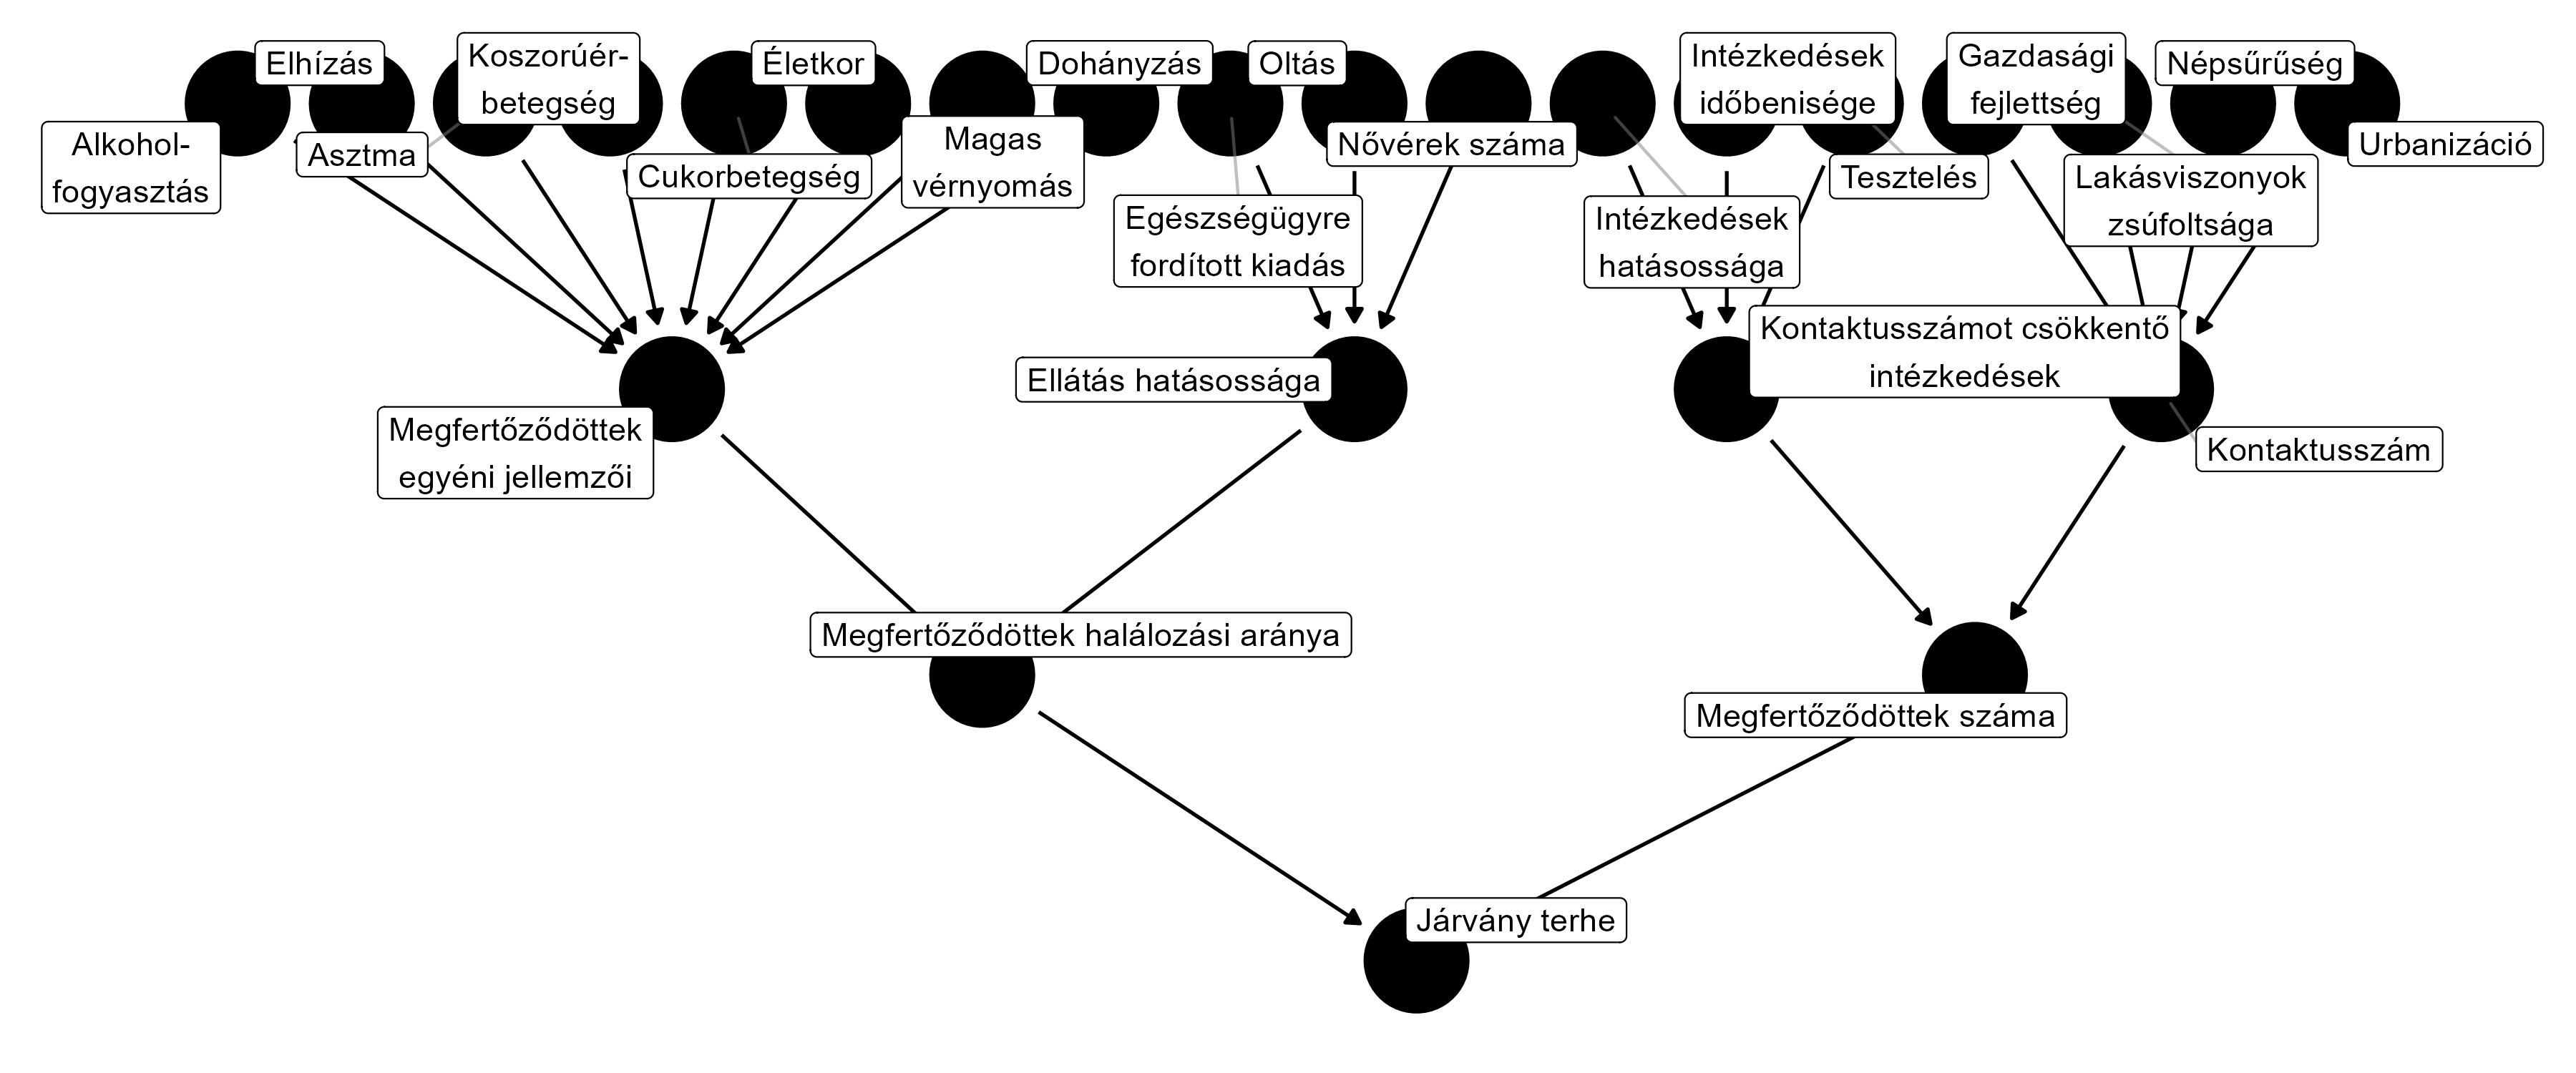 Elhízás
Koszorúér-
betegség
Életkor
Dohányzás
Oltás
Intézkedések
időbenisége
Gazdasági
fejlettség
Népsűrűség
Alkohol-
fogyasztás
Asztma
Cukorbetegség
Magas
vérnyomás
Nővérek száma
Tesztelés
Urbanizáció
Egészségügyre
fordított kiadás
Intézkedések
hatásossága
Lakásviszonyok
zsúfoltsága
Kontaktusszámot csökkentő
intézkedések
Ellátás hatásossága
Megfertőződöttek
egyéni jellemzői
Kontaktusszám
Megfertőződöttek halálozási aránya
Megfertőződöttek száma
Járvány terhe